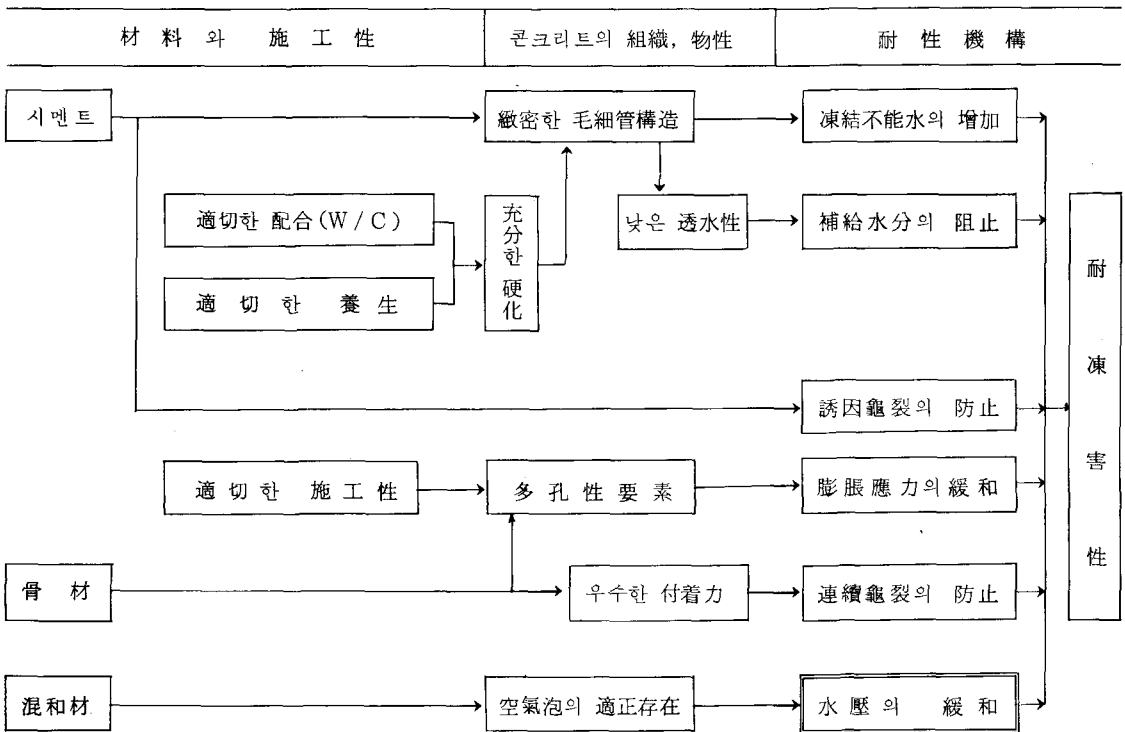 材料와 施工性
콘크리트의 組織, 物性
耐性機構
시멘트
緻密한 毛細管構造
凍結不能水의 增加
適切한 配合(W/C)
適切한 養生
充分한 硬化
낮은 透水性
補給水分의 阻止
誘因龜裂의 防止
適切한 施工性
多孔性要素
膨脹應力의 緩和
骨材
우수한 付着力
連續龜裂의 防止
混和材
空氣泡의 適正存在
水壓의 緩和
耐凍害性